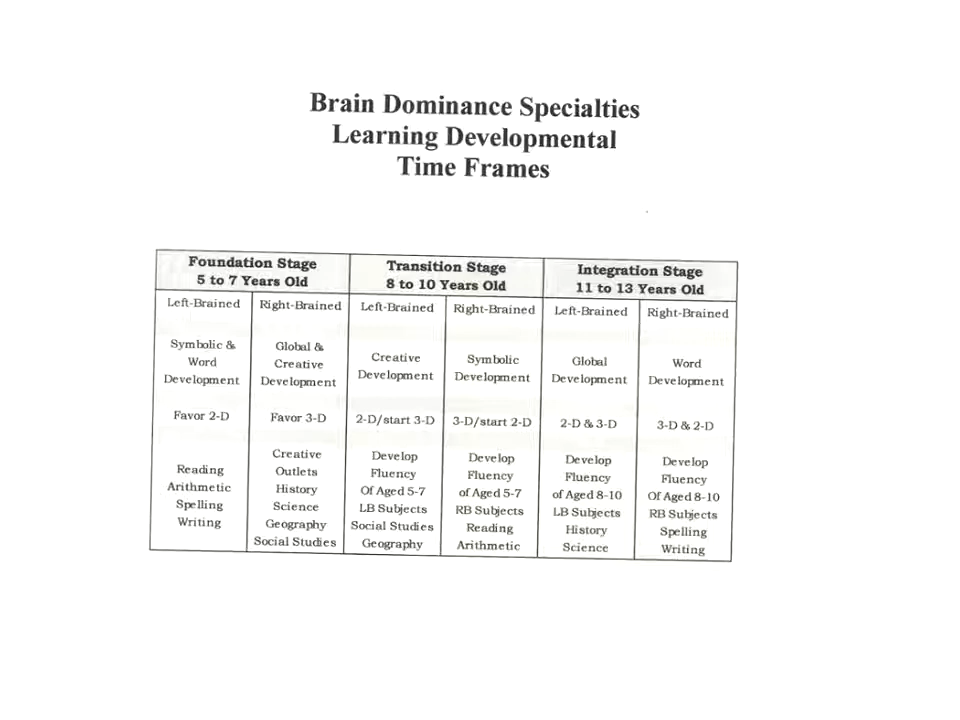 Brain Dominance Specialties
Learning Developmental
Time Frames
Foundation Stage
5 to 7 Years Old
Transition Stage
8 to 10 Years Old
Integration Stage
11 to 13 Years Old
Left-Brained
Right-Brained
Left-Brained
Right-Brained
Left-Brained
Right-Brained
Symbolic &
Word
Development
Global &
Creative
Development
Creative
Development
Symbolic
Development
Global
Development
Word
Development
Favor 2-D
Favor 3-D
2-D/start 3-D
3-D/start 2-D
2-D & 3-D
3-D & 2-D
Reading
Arithmetic
Spelling
Writing
Creative
Outlets
History
Science
Geography
Social Studies
Develop
Fluency
Of Aged 5-7
LB Subjects
Social Studies
Geography
Develop
Fluency
of Aged 5-7
RB Subjects
Reading
Arithmetic
Develop
Fluency
of Aged 8-10
LB Subjects
History
Science
Develop
Fluency
Of Aged 8-10
RB Subjects
Spelling
Writing